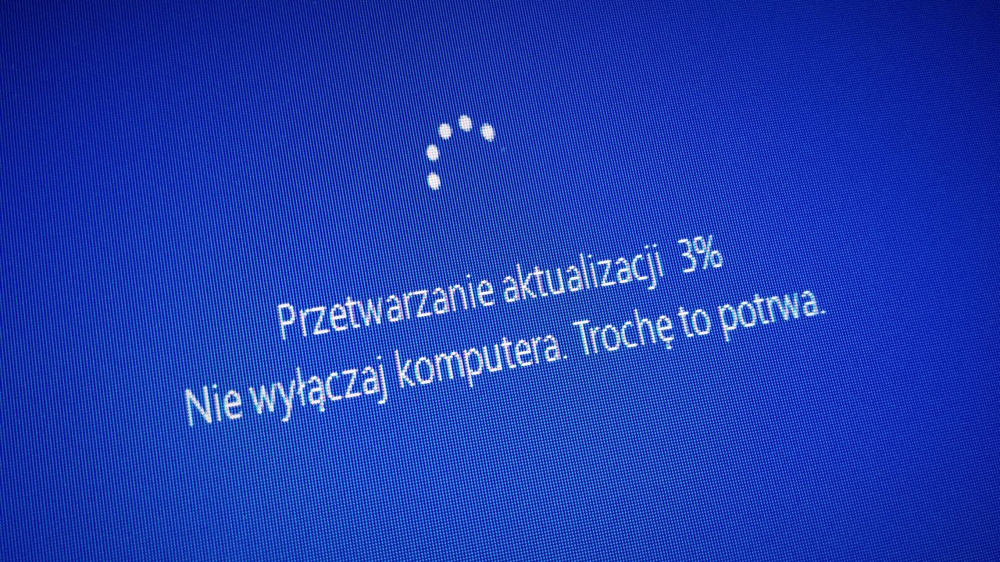 Przetwarzanie aktualizacji 3%
Nie wyłączaj komputera. Trochę to potrwa.